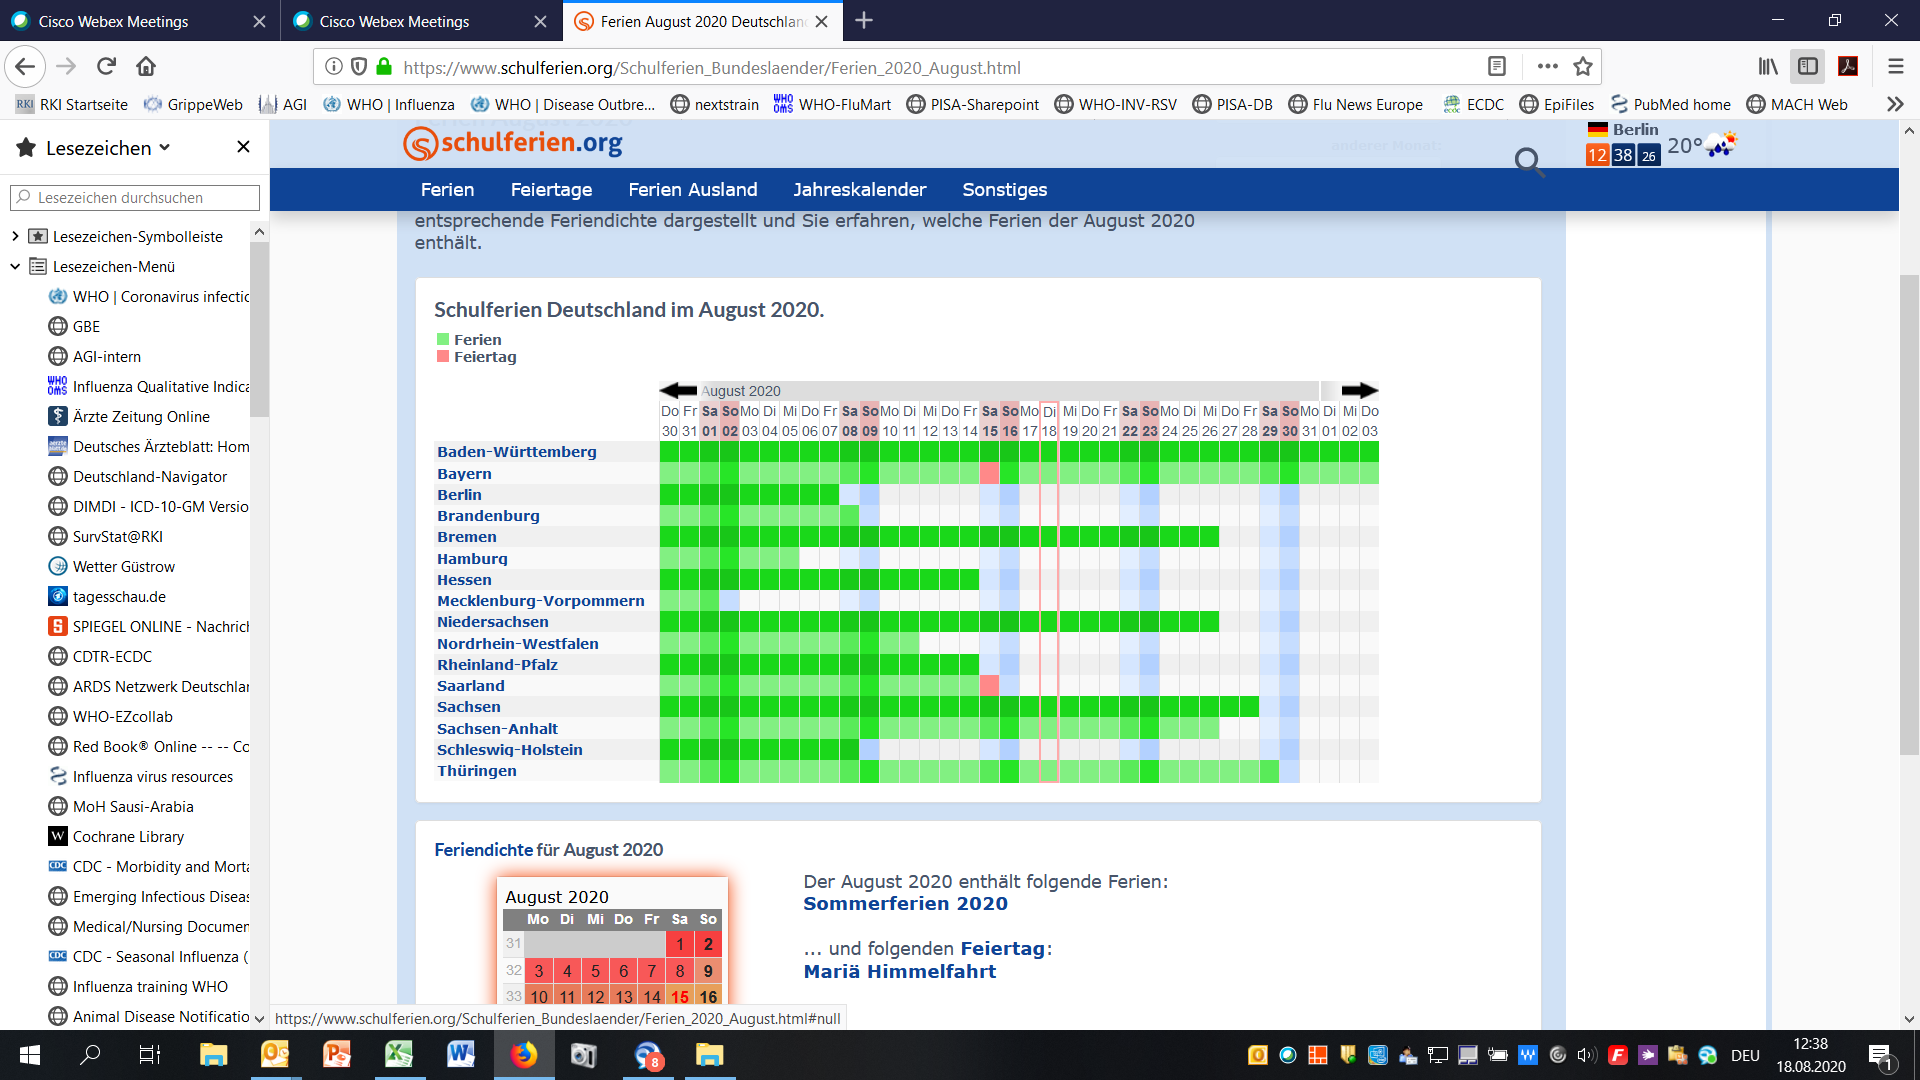 Cisco Webex Meetings
Cisco Webex Meetings
Ferien August 2020 Deutschlan
https://www.schulferien.org/Schulferien_Bundeslaender/Ferien_2020_August.html
RKI Startseite GrippeWeb AGI WHO | Influenza WHO | Disease Outbre... nextstrain WHO-FluMart PISA-Sharepoint WHO-INV-RSV PISA-DB Flu News Europe ECDC EpiFiles PubMed home MACH Web
Lesezeichen
Lesezeichen durchsuchen
Lesezeichen-Symbolleiste
Lesezeichen-Menü
WHO | Coronavirus infectic
GBE
AGI-intern
Influenza Qualitative Indica
Ärzte Zeitung Online
Deutsches Ärzteblatt: Hom
Deutschland-Navigator
DIMDI - ICD-10-GM Versio
SurvStat@RKI
Wetter Güstrow
tagesschau.de
SPIEGEL ONLINE - Nachrich
CDTR-ECDC
ARDS Netzwerk Deutschlar
WHO-EZcollab
Red Book® Online -- -- Co
Influenza virus resources
MoH Sausi-Arabia
Cochrane Library
CDC - Morbidity and Morta
Emerging Infectious Diseas
Medical/Nursing Documen
CDC - Seasonal Influenza (
Influenza training WHO
Animal Disease Notificatio
Ferien August 2020
schulferien.org
anderer Monat:
Berlin
12 38 26 20°
Ferien Feiertage Ferien Ausland Jahreskalender Sonstiges
entsprechende Feriendichte dargestellt und Sie erfahren, welche Ferien der August 2020
enthält.
Schulferien Deutschland im August 2020.
Ferien
Feiertag
August 2020
Do Fr Sa So Mo Di Mi Do Fr Sa So Mo Di Mi Do Fr Sa So Mo Di Mi Do Fr Sa So Mo Di Mi Do Fr Sa So Mo Di Mi Do
30 31 01 02 03 04 05 06 07 08 09 10 11 12 13 14 15 16 17 18 19 20 21 22 23 24 25 26 27 28 29 30 31 01 02 03
Baden-Württemberg
Bayern
Berlin
Brandenburg
Bremen
Hamburg
Hessen
Mecklenburg-Vorpommern
Niedersachsen
Nordrhein-Westfalen
Rheinland-Pfalz
Saarland
Sachsen
Sachsen-Anhalt
Schleswig-Holstein
Thüringen
Feriendichte für August 2020
August 2020
Mo Di Mi Do Fr Sa So
31 1 2
32 3 4 5 6 7 8 9
33 10 11 12 13 14 15 16
Der August 2020 enthält folgende Ferien:
Sommerferien 2020
... und folgenden Feiertag:
Mariä Himmelfahrt
https://www.schulferien.org/Schulferien_Bundeslaender/Ferien_2020_August.html#null
8
DEU
12:38
18.08.2020
1